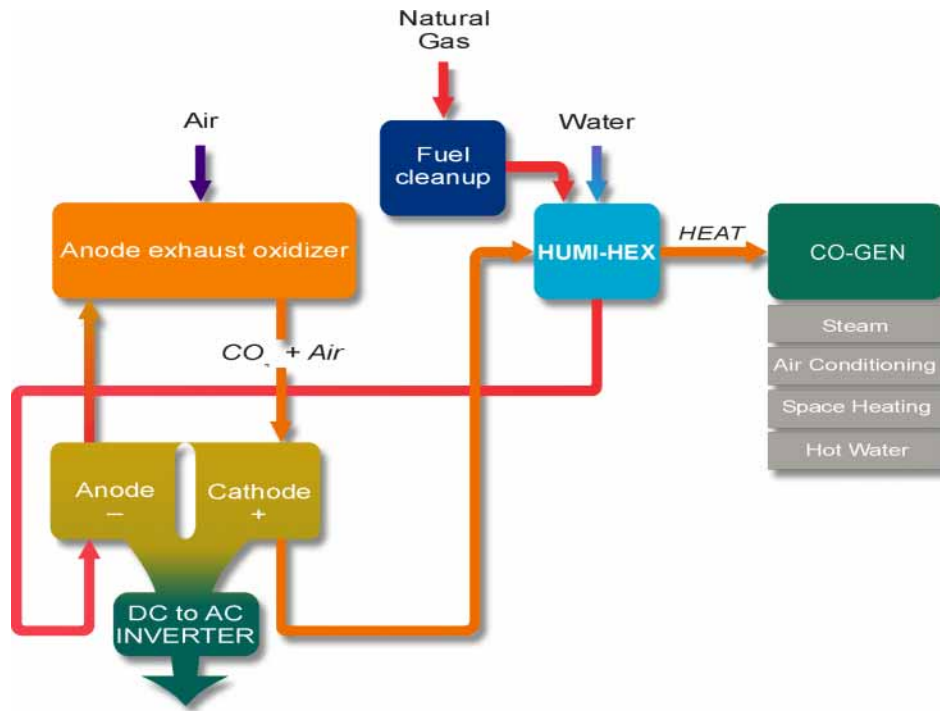 Natural
Gas
Air
Water
Fuel
cleanup
Anode exhaust oxidizer
HUMI-HEX
HEAT
CO-GEN
Steam
CO + Air
Air Conditioning
Space Heating
Hot Water
Anode
–
Cathode
+
DC to AC
INVERTER